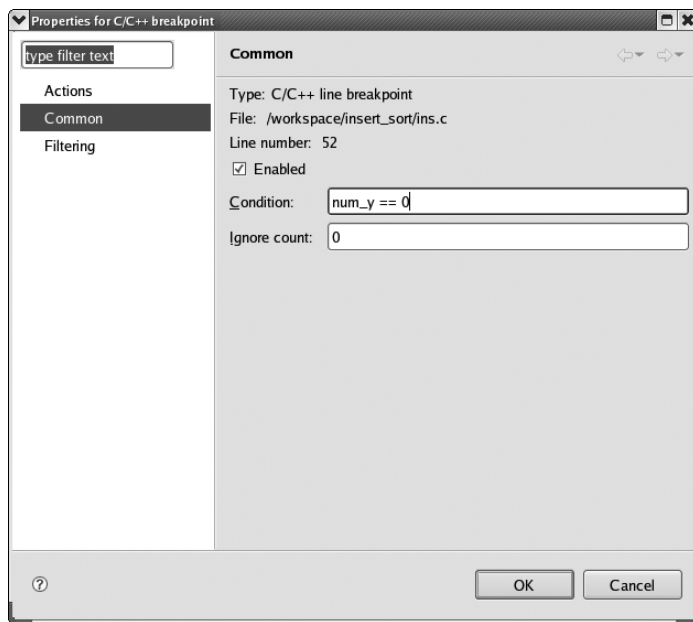 Properties for C/C++ breakpoint
type filter text
Actions
Common
Filtering
Common
Type: C/C++ line breakpoint
File: /workspace/insert_sort/ins.c
Line number: 52
Enabled
Condition: num_y == 0
Ignore count: 0
?
OK Cancel